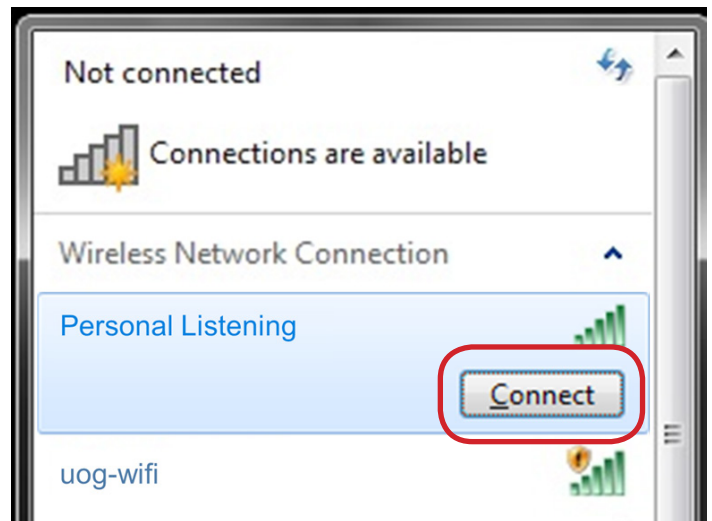 Not connected
Connections are available
Wireless Network Connection
Personal Listening
Connect
uog-wifi